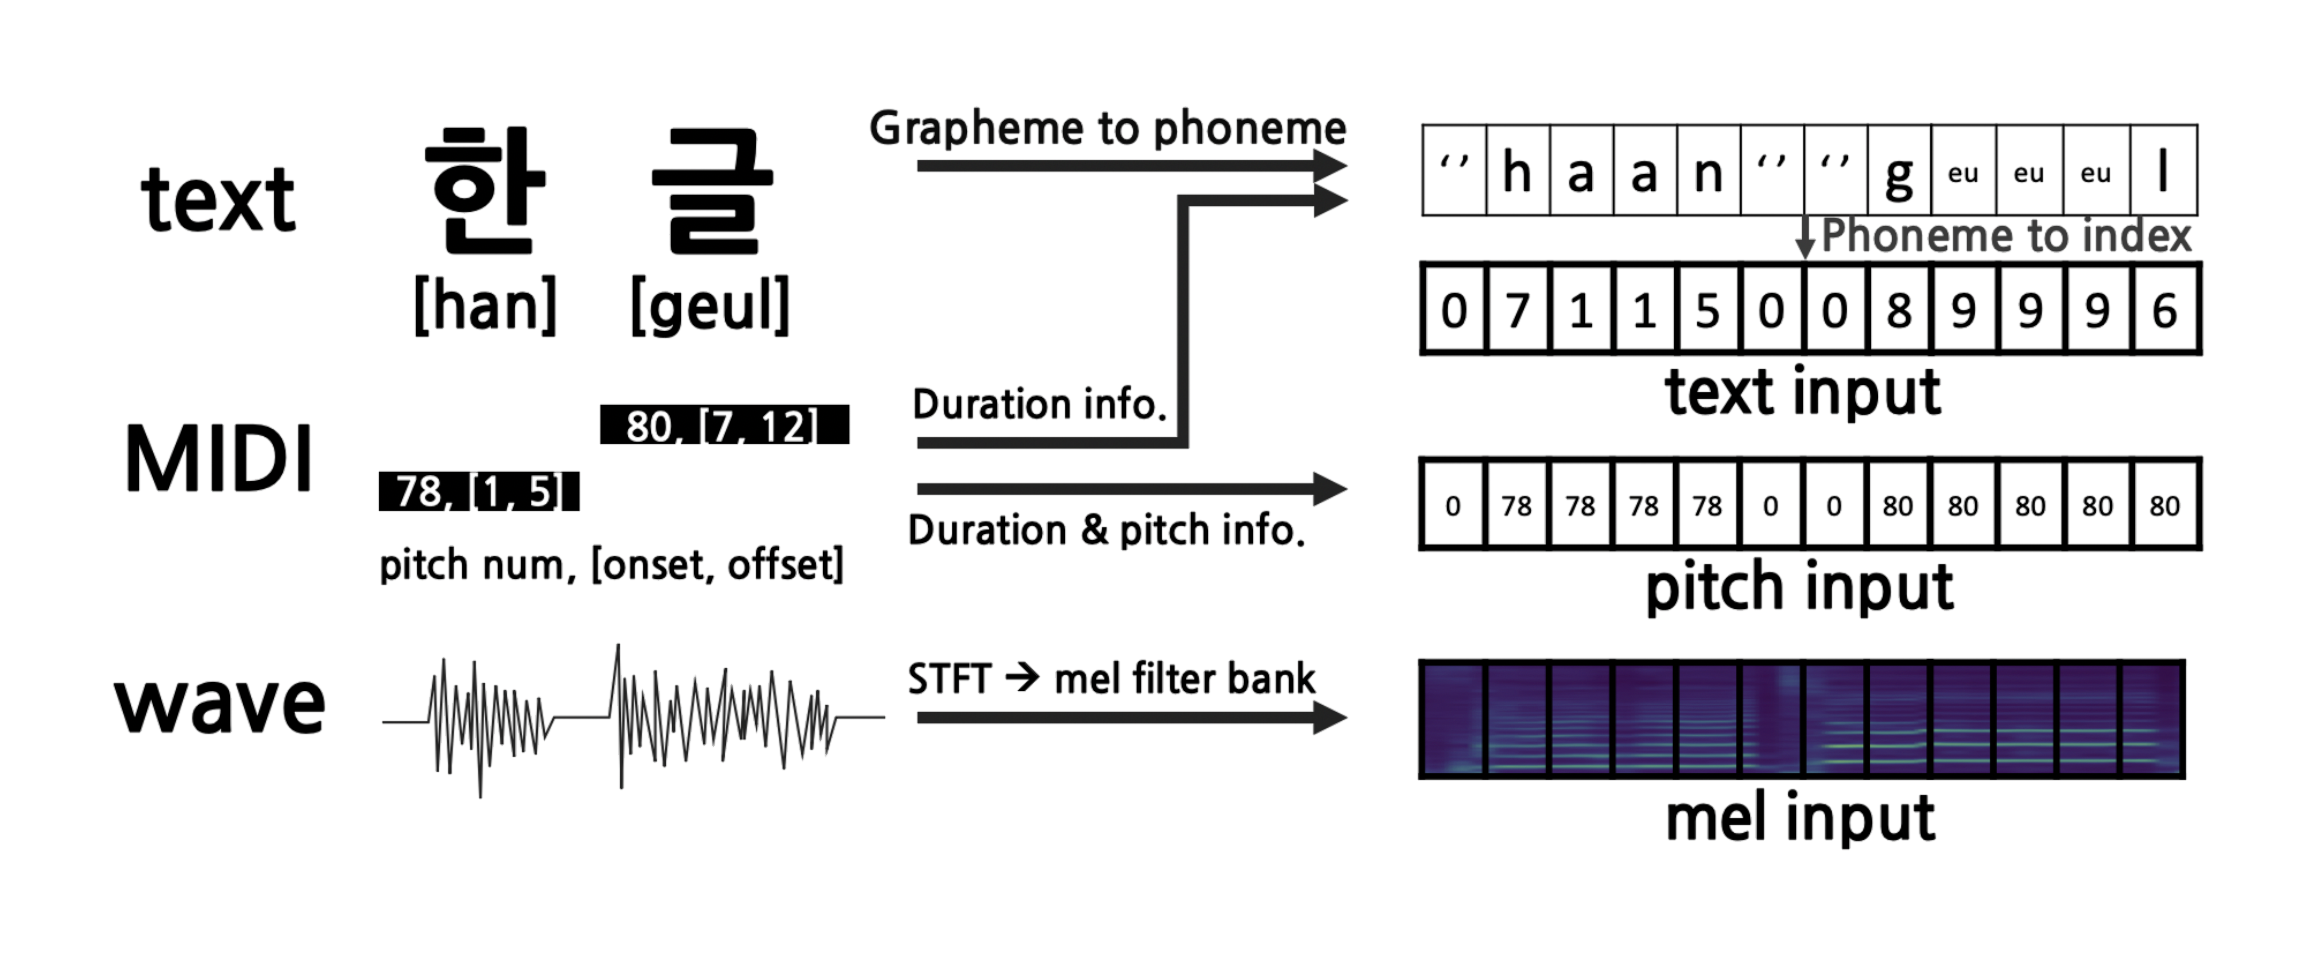 text
한 글
[han] [geul]
Grapheme to phoneme
‘ ’ h a a n ‘ ’ ‘ ’ g eu eu eu l
Phoneme to index
0 7 1 1 5 0 0 8 9 9 9 6
text input
MIDI
80, [7, 12]
78, [1, 5]
pitch num, [onset, offset]
Duration info.
Duration & pitch info.
0 78 78 78 78 0 0 80 80 80 80 80
pitch input
wave
STFT → mel filter bank
mel input